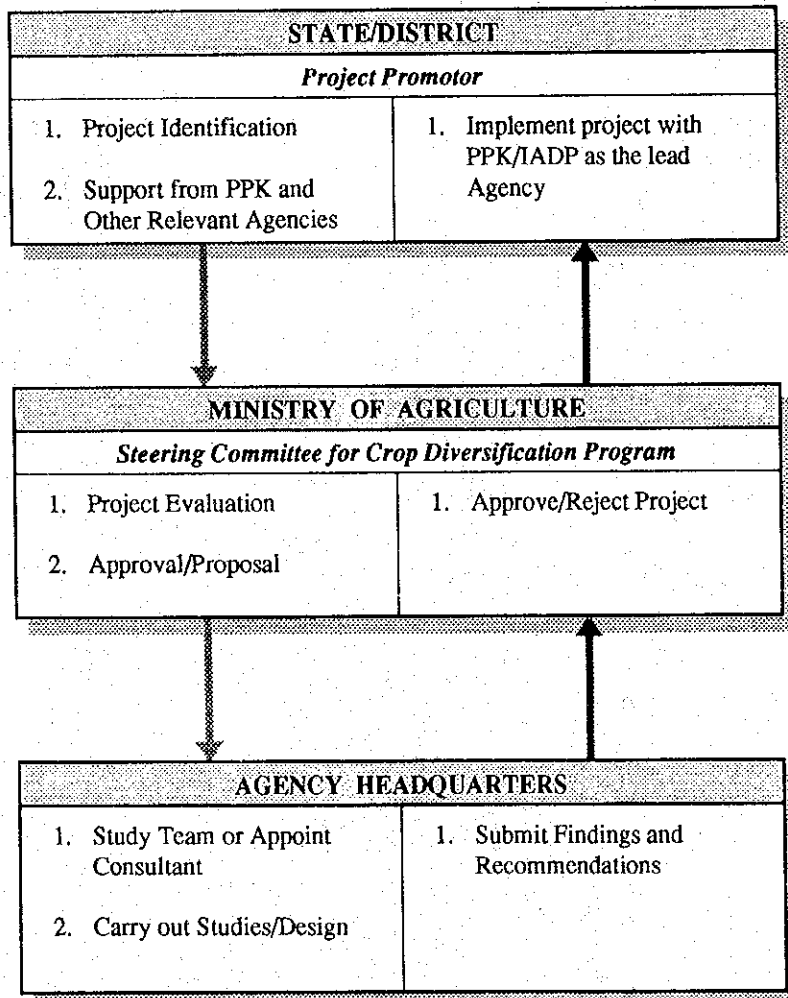 STATE/DISTRICT
Project Promotor
1. Project Identification
2. Support from PPK and
Other Relevant Agencies
1. Implement project with
PPK/IADP as the lead
Agency
MINISTRY OF AGRICULTURE
Steering Committee for Crop Diversification Program
1. Project Evaluation
2. Approval/Proposal
1. Approve/Reject Project
AGENCY HEADQUARTERS
1. Study Team or Appoint
Consultant
2. Carry out Studies/Design
1. Submit Findings and
Recommendations